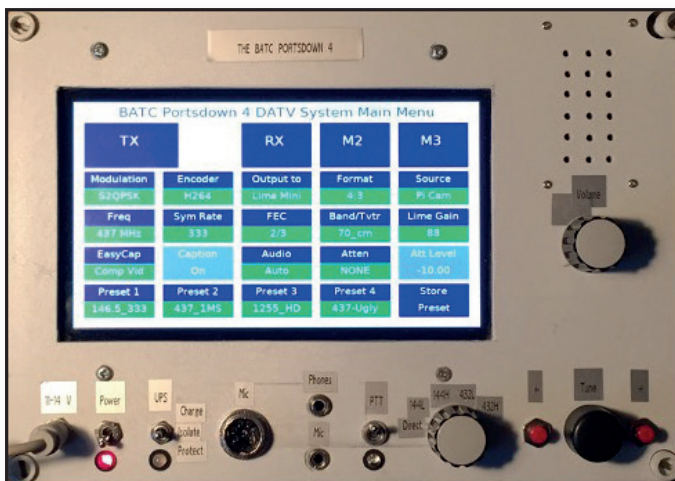 THE BATC PORTSDOWN 4
BATC Portsdown 4 DATV System Main Menu
TX RX M2 M3
Modulation Encoder Output to Format Source
S2QPSK H264 Lime Mini 4:3 Pi Cam
Freq Sym Rate FEC Band/Tvtr Lime Gain
437 MHz 333 2/3 70_cm 88
EasyCap Caption Audio Atten Att Level
Comp Vid On Auto NONE -10.00
Preset 1 Preset 2 Preset 3 Preset 4 Store
146.5_333 437_1MS 1255_HD 437-Ugly Preset
Volume
11-14 V
Power
UPS
Charge
Isolate
Protect
Mic
Phones
Mic
PTT
Direct
144L
144H
432L
432H
Tune